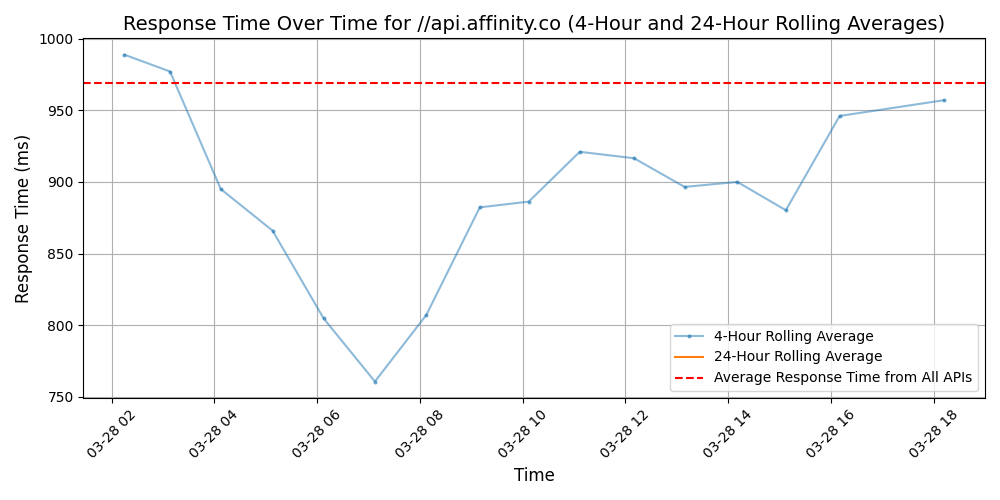 Response Time Over Time for //api.affinity.co (4-Hour and 24-Hour Rolling Averages)
Response Time (ms)
1000
950
900
850
800
750
4-Hour Rolling Average
24-Hour Rolling Average
Average Response Time from All APIs
03-28 02
03-28 04
03-28 06
03-28 08
03-28 10
03-28 12
03-28 14
03-28 16
03-28 18
Time